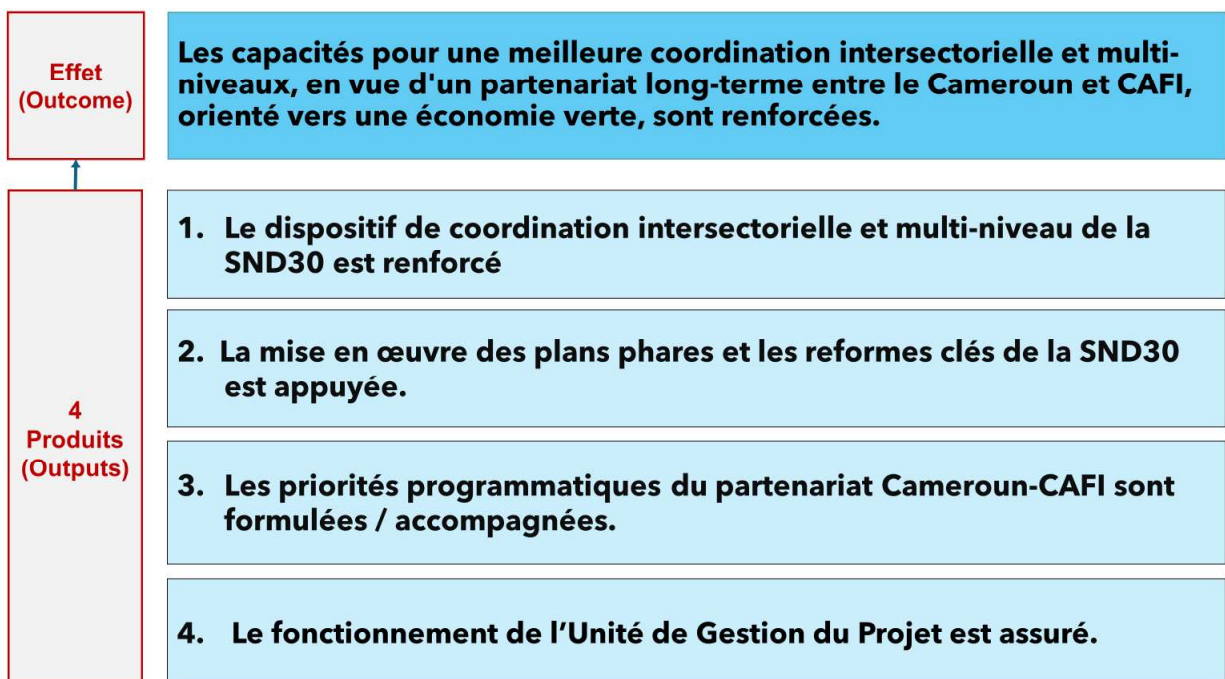 Effet
(Outcome)
Les capacités pour une meilleure coordination intersectorielle et multi-
niveaux, en vue d'un partenariat long-terme entre le Cameroun et CAFI,
orienté vers une économie verte, sont renforcées.
4
Produits
(Outputs)
1. Le dispositif de coordination intersectorielle et multi-niveau de la
SND30 est renforcé
2. La mise en œuvre des plans phares et les reformes clés de la SND30
est appuyée.
3. Les priorités programmatiques du partenariat Cameroun-CAFI sont
formulées / accompagnées.
4. Le fonctionnement de l’Unité de Gestion du Projet est assuré.